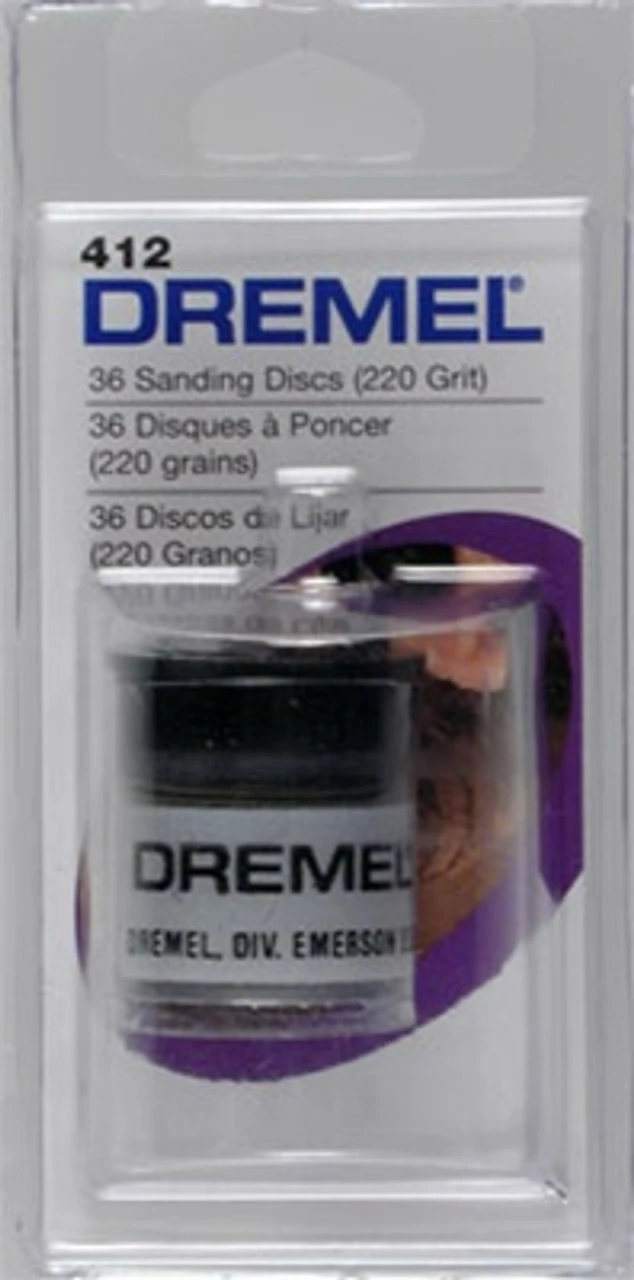 412
DREMEL®
36 Sanding Discs (220 Grit)
36 Disques à Poncer
(220 grains)
36 Discos de Lijar
(220 Granos)
DREMEL
DREMEL, DIV. EMERSON